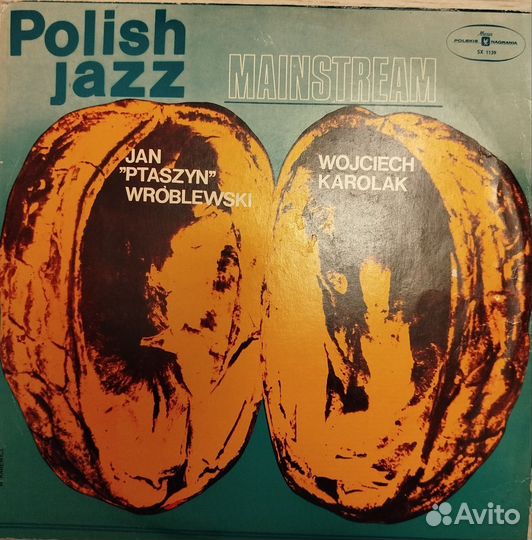 Polish
jazz
MAINSTREAM
Muza
POLSKIE NAGRANIA
SX 1139
JAN
"PTASZYN"
WRÓBLEWSKI
WOJCIECH
KAROLAK
Avito